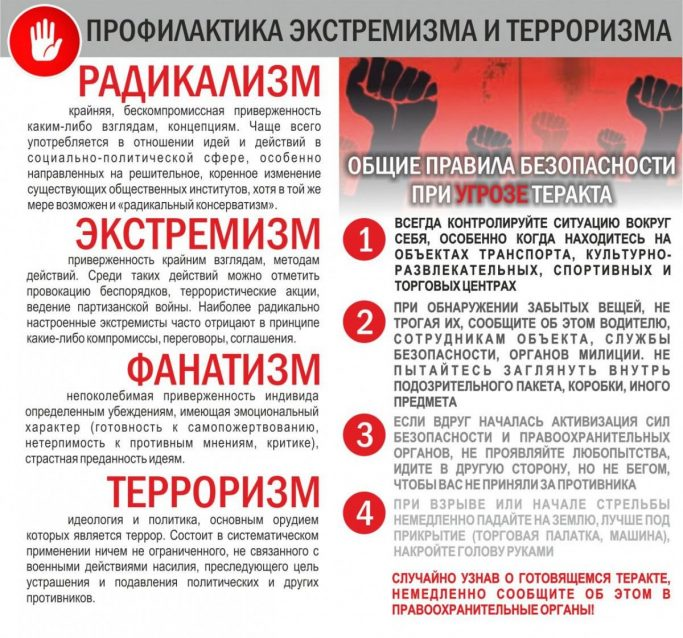 ПРОФИЛАКТИКА ЭКСТРЕМИЗМА И ТЕРРОРИЗМА
РАДИКАЛИЗМ
крайняя, бескомпромиссная приверженность
каким-либо взглядам, концепциям. Чаще всего
употребляется в отношении идей и действий в
социально-политической сфере, особенно
направленных на решительное, коренное изменение
существующих общественных институтов, хотя в той же
мере возможен и «радикальный консерватизм».
ЭКСТРЕМИЗМ
приверженность крайним взглядам, методам
действий. Среди таких действий можно отметить
провокацию беспорядков, террористические акции,
ведение партизанской войны. Наиболее радикально
настроенные экстремисты часто отрицают в принципе
какие-либо компромиссы, переговоры, соглашения.
ФАНАТИЗМ
непоколебимая приверженность индивида
определенным убеждениям, имеющая эмоциональный
характер (готовность к самопожертвованию,
нетерпимость к противным мнениям, критике),
страстная преданность идеям.
ТЕРРОРИЗМ
идеология и политика, основным орудием
которых является террор. Состоит в систематическом
применении ничем не ограниченного, не связанного с
военными действиями насилия, преследующего цель
устрашения и подавления политических и других
противников.
ОБЩИЕ ПРАВИЛА БЕЗОПАСНОСТИ
ПРИ УГРОЗЕ ТЕРАКТА
1
ВСЕГДА КОНТРОЛИРУЙТЕ СИТУАЦИЮ ВОКРУГ
СЕБЯ, ОСОБЕННО КОГДА НАХОДИТЕСЬ НА
ОБЪЕКТАХ ТРАНСПОРТА, КУЛЬТУРНО-
РАЗВЛЕКАТЕЛЬНЫХ, СПОРТИВНЫХ И
ТОРГОВЫХ ЦЕНТРАХ
2
ПРИ ОБНАРУЖЕНИИ ЗАБЫТЫХ ВЕЩЕЙ, НЕ
ТРОГАЯ ИХ, СООБЩИТЕ ОБ ЭТОМ ВОДИТЕЛЮ,
СОТРУДНИКАМ ОБЪЕКТА, СЛУЖБЫ
БЕЗОПАСНОСТИ, ОРГАНОВ МИЛИЦИИ. НЕ
ПЫТАЙТЕСЬ ЗАГЛЯНУТЬ ВНУТРЬ
ПОДОЗРИТЕЛЬНОГО ПАКЕТА, КОРОБКИ, ИНОГО
ПРЕДМЕТА
3
ЕСЛИ ВДРУГ НАЧАЛАСЬ АКТИВИЗАЦИЯ СИЛ
БЕЗОПАСНОСТИ И ПРАВООХРАНИТЕЛЬНЫХ
ОРГАНОВ, НЕ ПРОЯВЛЯЙТЕ ЛЮБОПЫТСТВА,
ИДИТЕ В ДРУГУЮ СТОРОНУ, НО НЕ БЕГОМ,
ЧТОБЫ ВАС НЕ ПРИНЯЛИ ЗА ПРОТИВНИКА
4
ПРИ ВЗРЫВЕ ИЛИ НАЧАЛЕ СТРЕЛЬБЫ
НЕМЕДЛЕННО ПАДАЙТЕ НА ЗЕМЛЮ, ЛУЧШЕ ПОД
ПРИКРЫТИЕ (ТОРГОВАЯ ПАЛАТКА, МАШИНА),
НАКРОЙТЕ ГОЛОВУ РУКАМИ
СЛУЧАЙНО УЗНАВ О ГОТОВЯЩЕМСЯ ТЕРАКТЕ,
НЕМЕДЛЕННО СООБЩИТЕ ОБ ЭТОМ В
ПРАВООХРАНИТЕЛЬНЫЕ ОРГАНЫ!